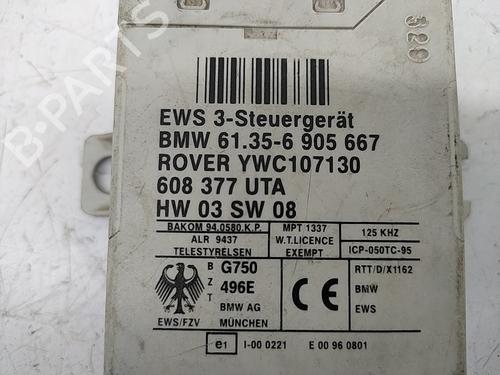 320
B-PARTS
EWS 3-Steuergerät
BMW 61.35-6 905 667
ROVER YWC107130
608 377 UTA
HW 03 SW 08
BAKOM 94.0580.K.P.
ALR 9437
TELESTYRELSEN
MPT 1337
W.T.LICENCE
EXEMPT
125 KHZ
ICP-050TC-95
BZT
G750
496E
BMW AG
MÜNCHEN
EWS/FZV
CE
RTT/D/X1162
BMW
EWS
e1
I-00 0221
E 00 96 0801